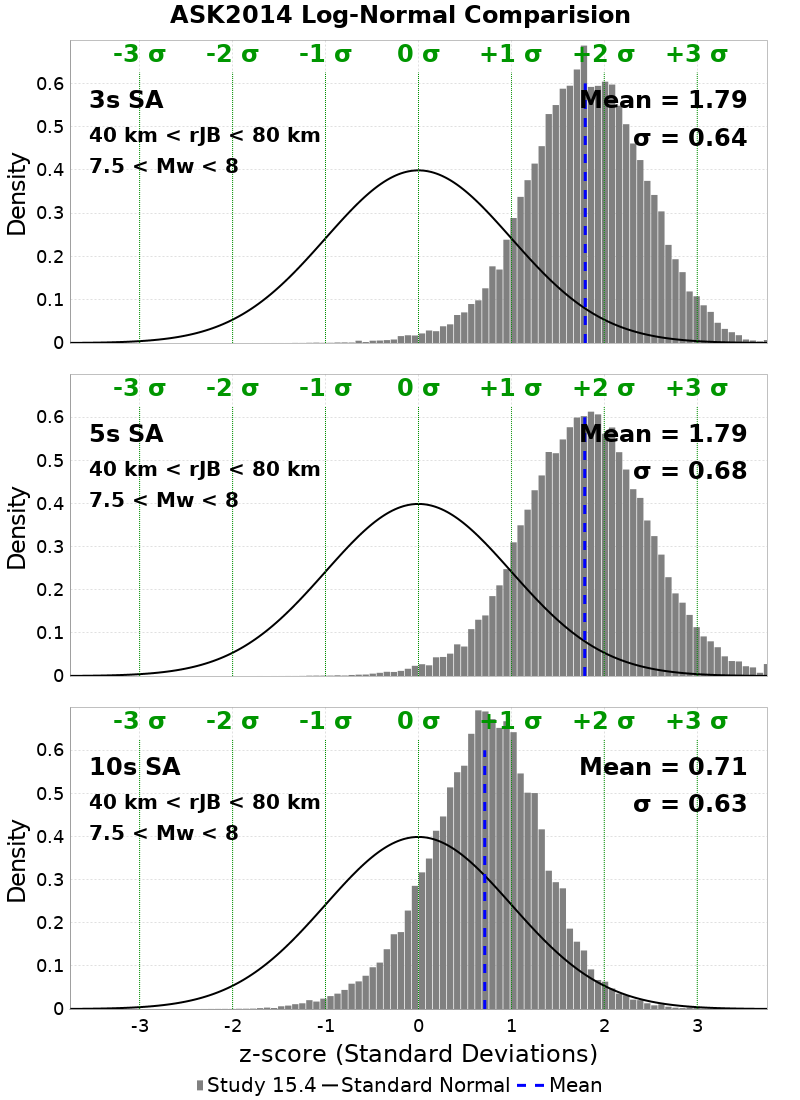 ASK2014 Log-Normal Comparision
-3 σ -2 σ -1 σ 0 σ +1 σ +2 σ +3 σ
3s SA
Mean = 1.79
40 km < rJB < 80 km
σ = 0.64
7.5 < Mw < 8
Density
0.6
0.5
0.4
0.3
0.2
0.1
0
-3 σ -2 σ -1 σ 0 σ +1 σ +2 σ +3 σ
5s SA
Mean = 1.79
40 km < rJB < 80 km
σ = 0.68
7.5 < Mw < 8
Density
0.6
0.5
0.4
0.3
0.2
0.1
0
-3 σ -2 σ -1 σ 0 σ +1 σ +2 σ +3 σ
10s SA
Mean = 0.71
40 km < rJB < 80 km
σ = 0.63
7.5 < Mw < 8
Density
0.6
0.5
0.4
0.3
0.2
0.1
0
-3 -2 -1 0 1 2 3
z-score (Standard Deviations)
Study 15.4 Standard Normal Mean